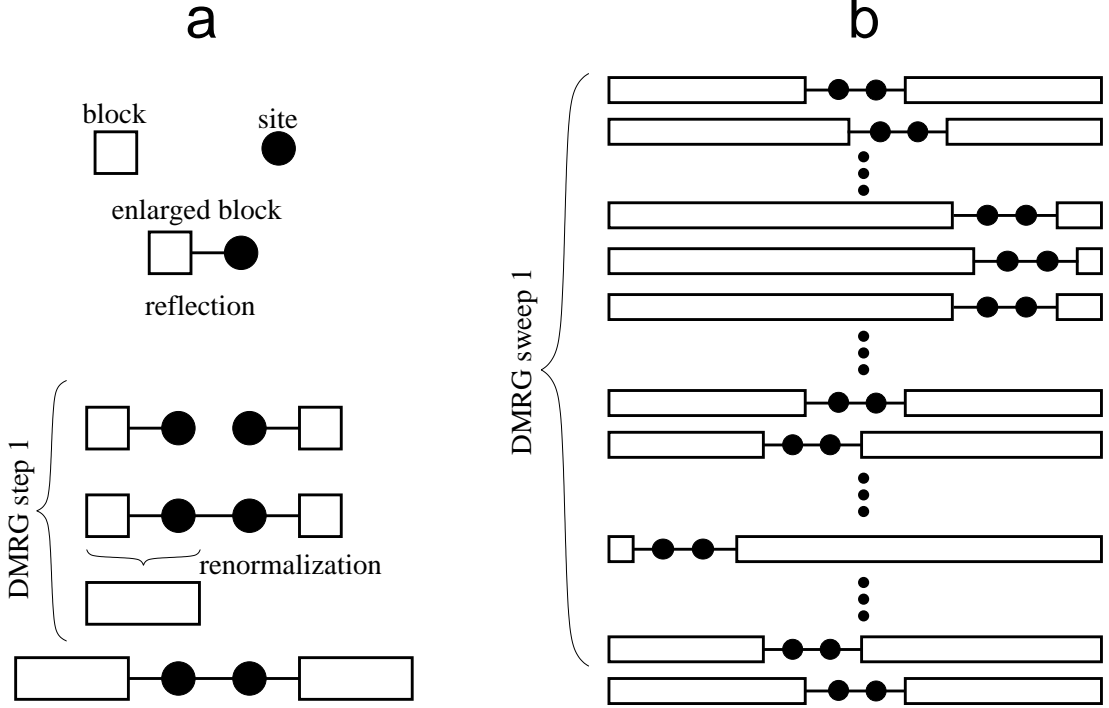 a
block
site
enlarged block
reflection
DMRG step 1
renormalization
b
DMRG sweep 1